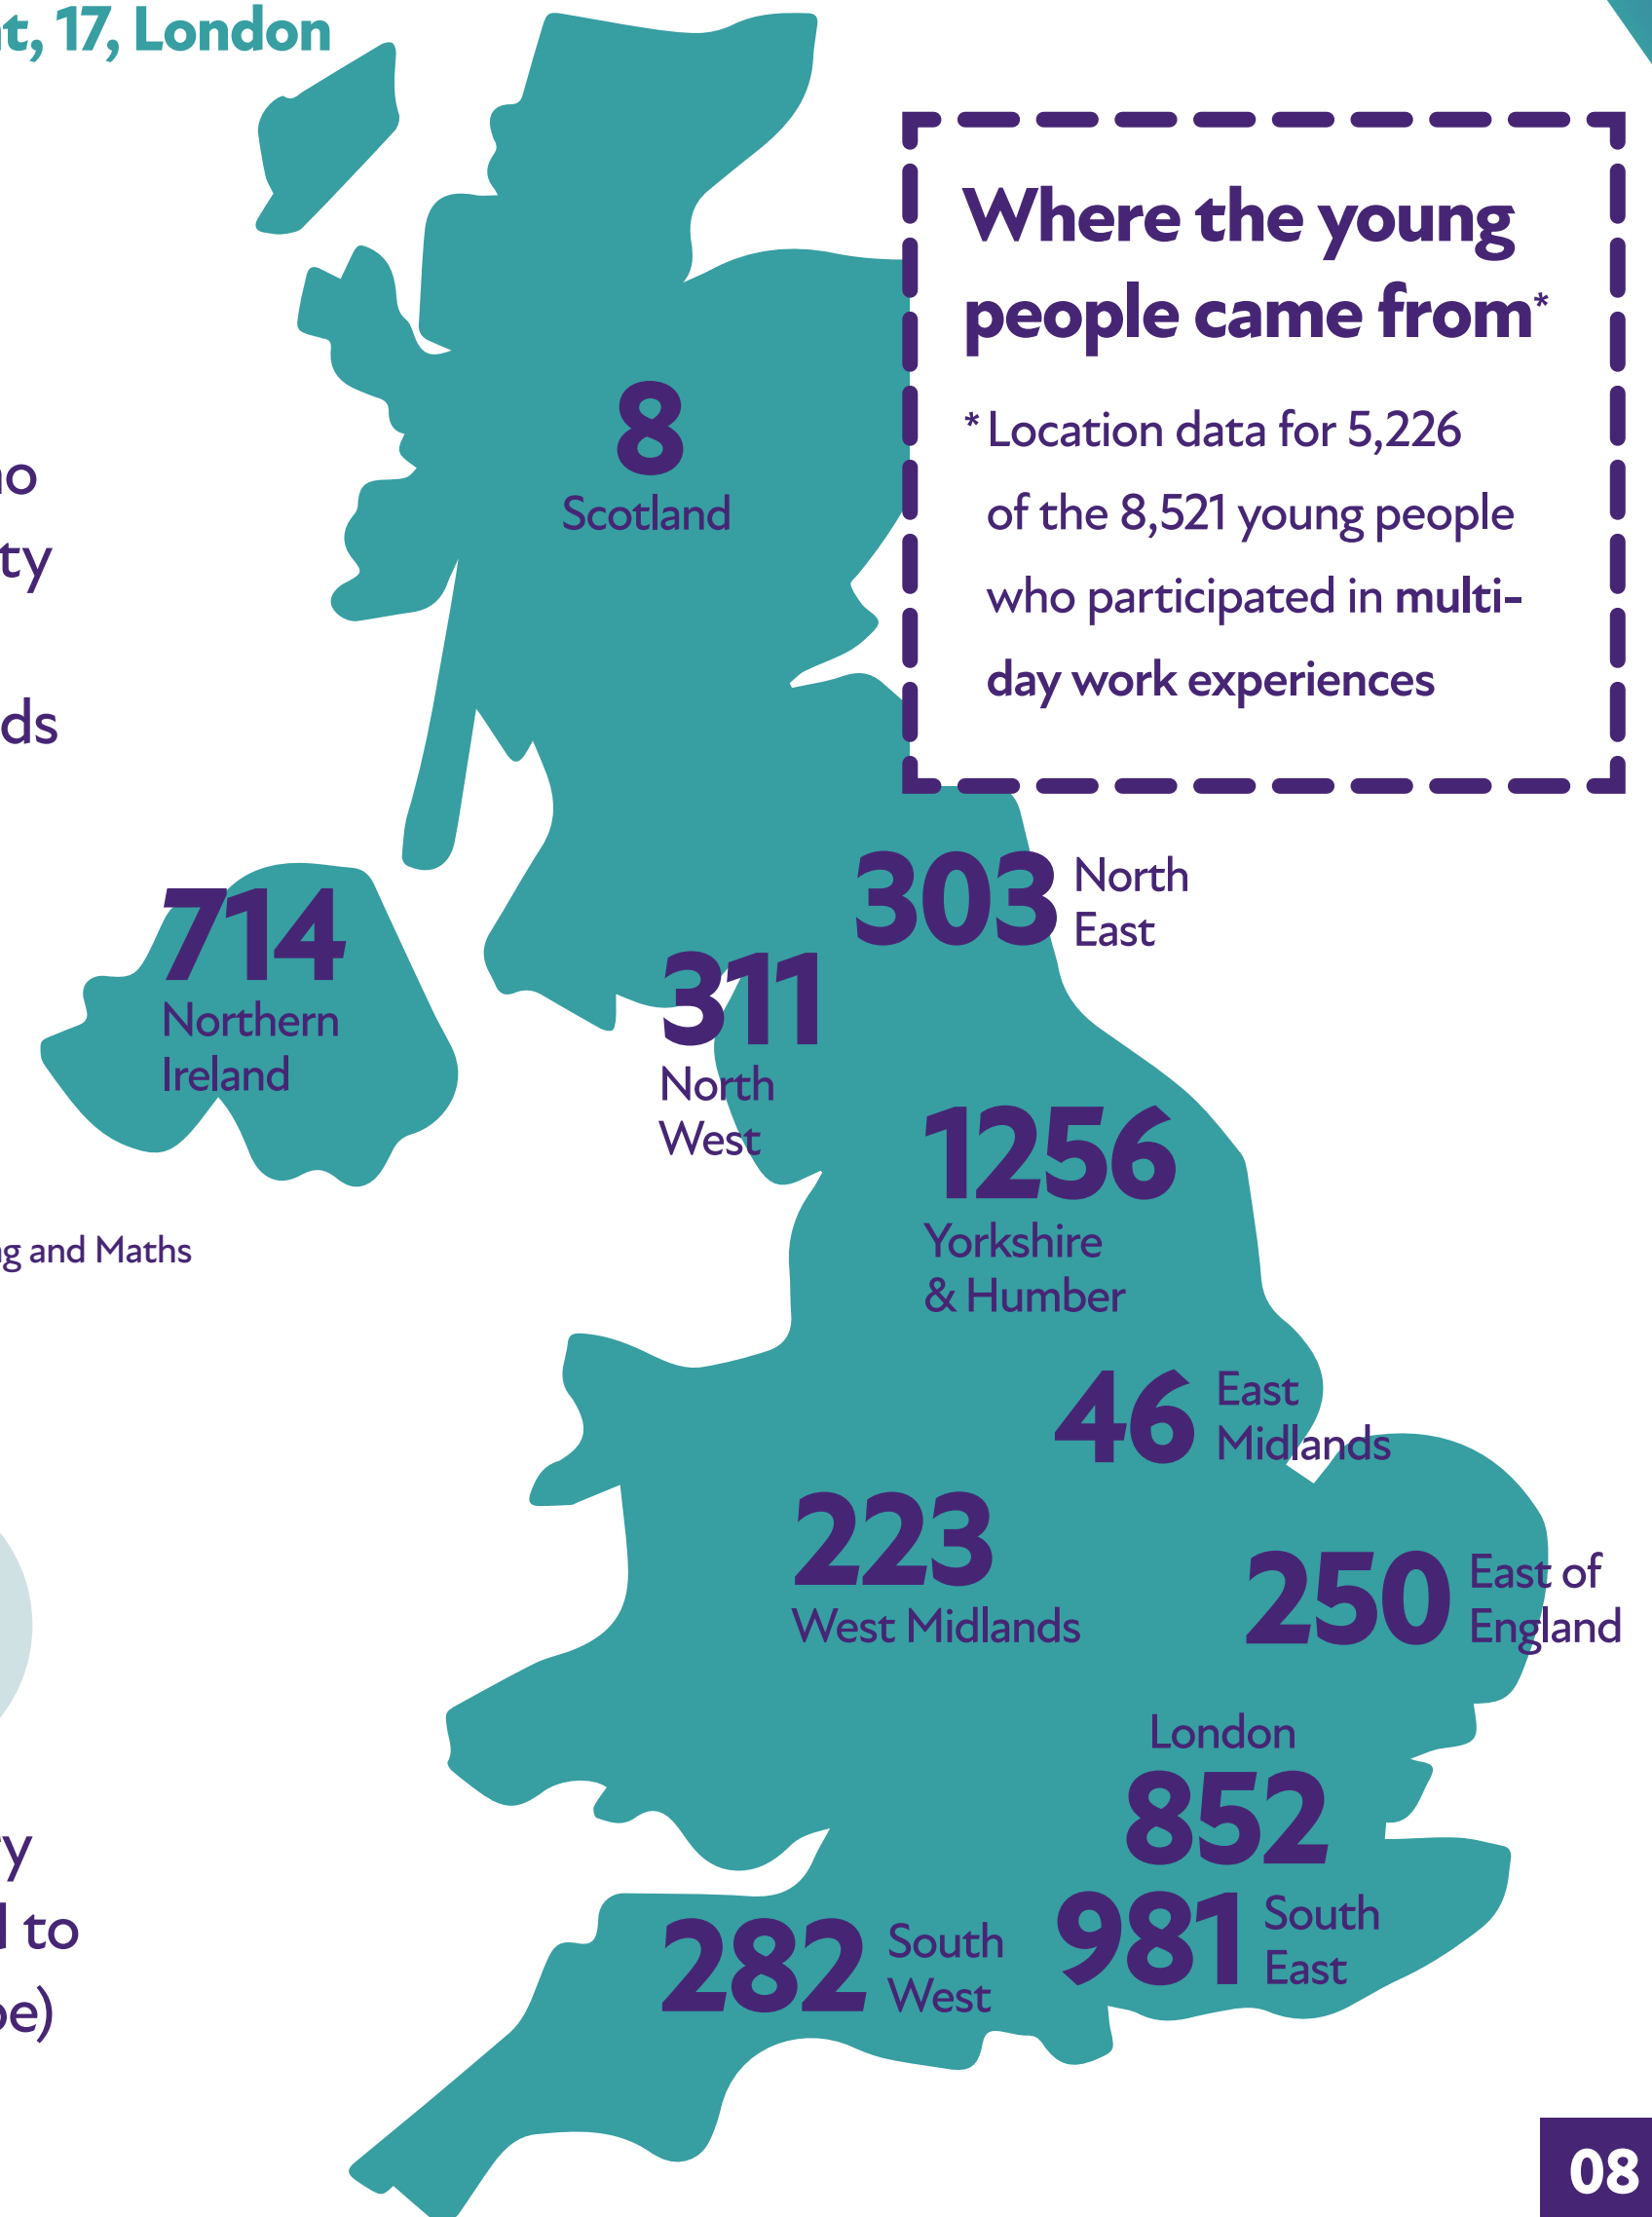 17, London
Where the young
people came from*
* Location data for 5,226
of the 8,521 young people
who participated in multi-
day work experiences
8
Scotland
ds
303 North
East
714
Northern
Ireland
311
North
West
1256
Yorkshire
& Humber
and Maths
46 East
Midlands
223
West Midlands
250 East of
England
London
852
981 South
East
282 South
West
to
08